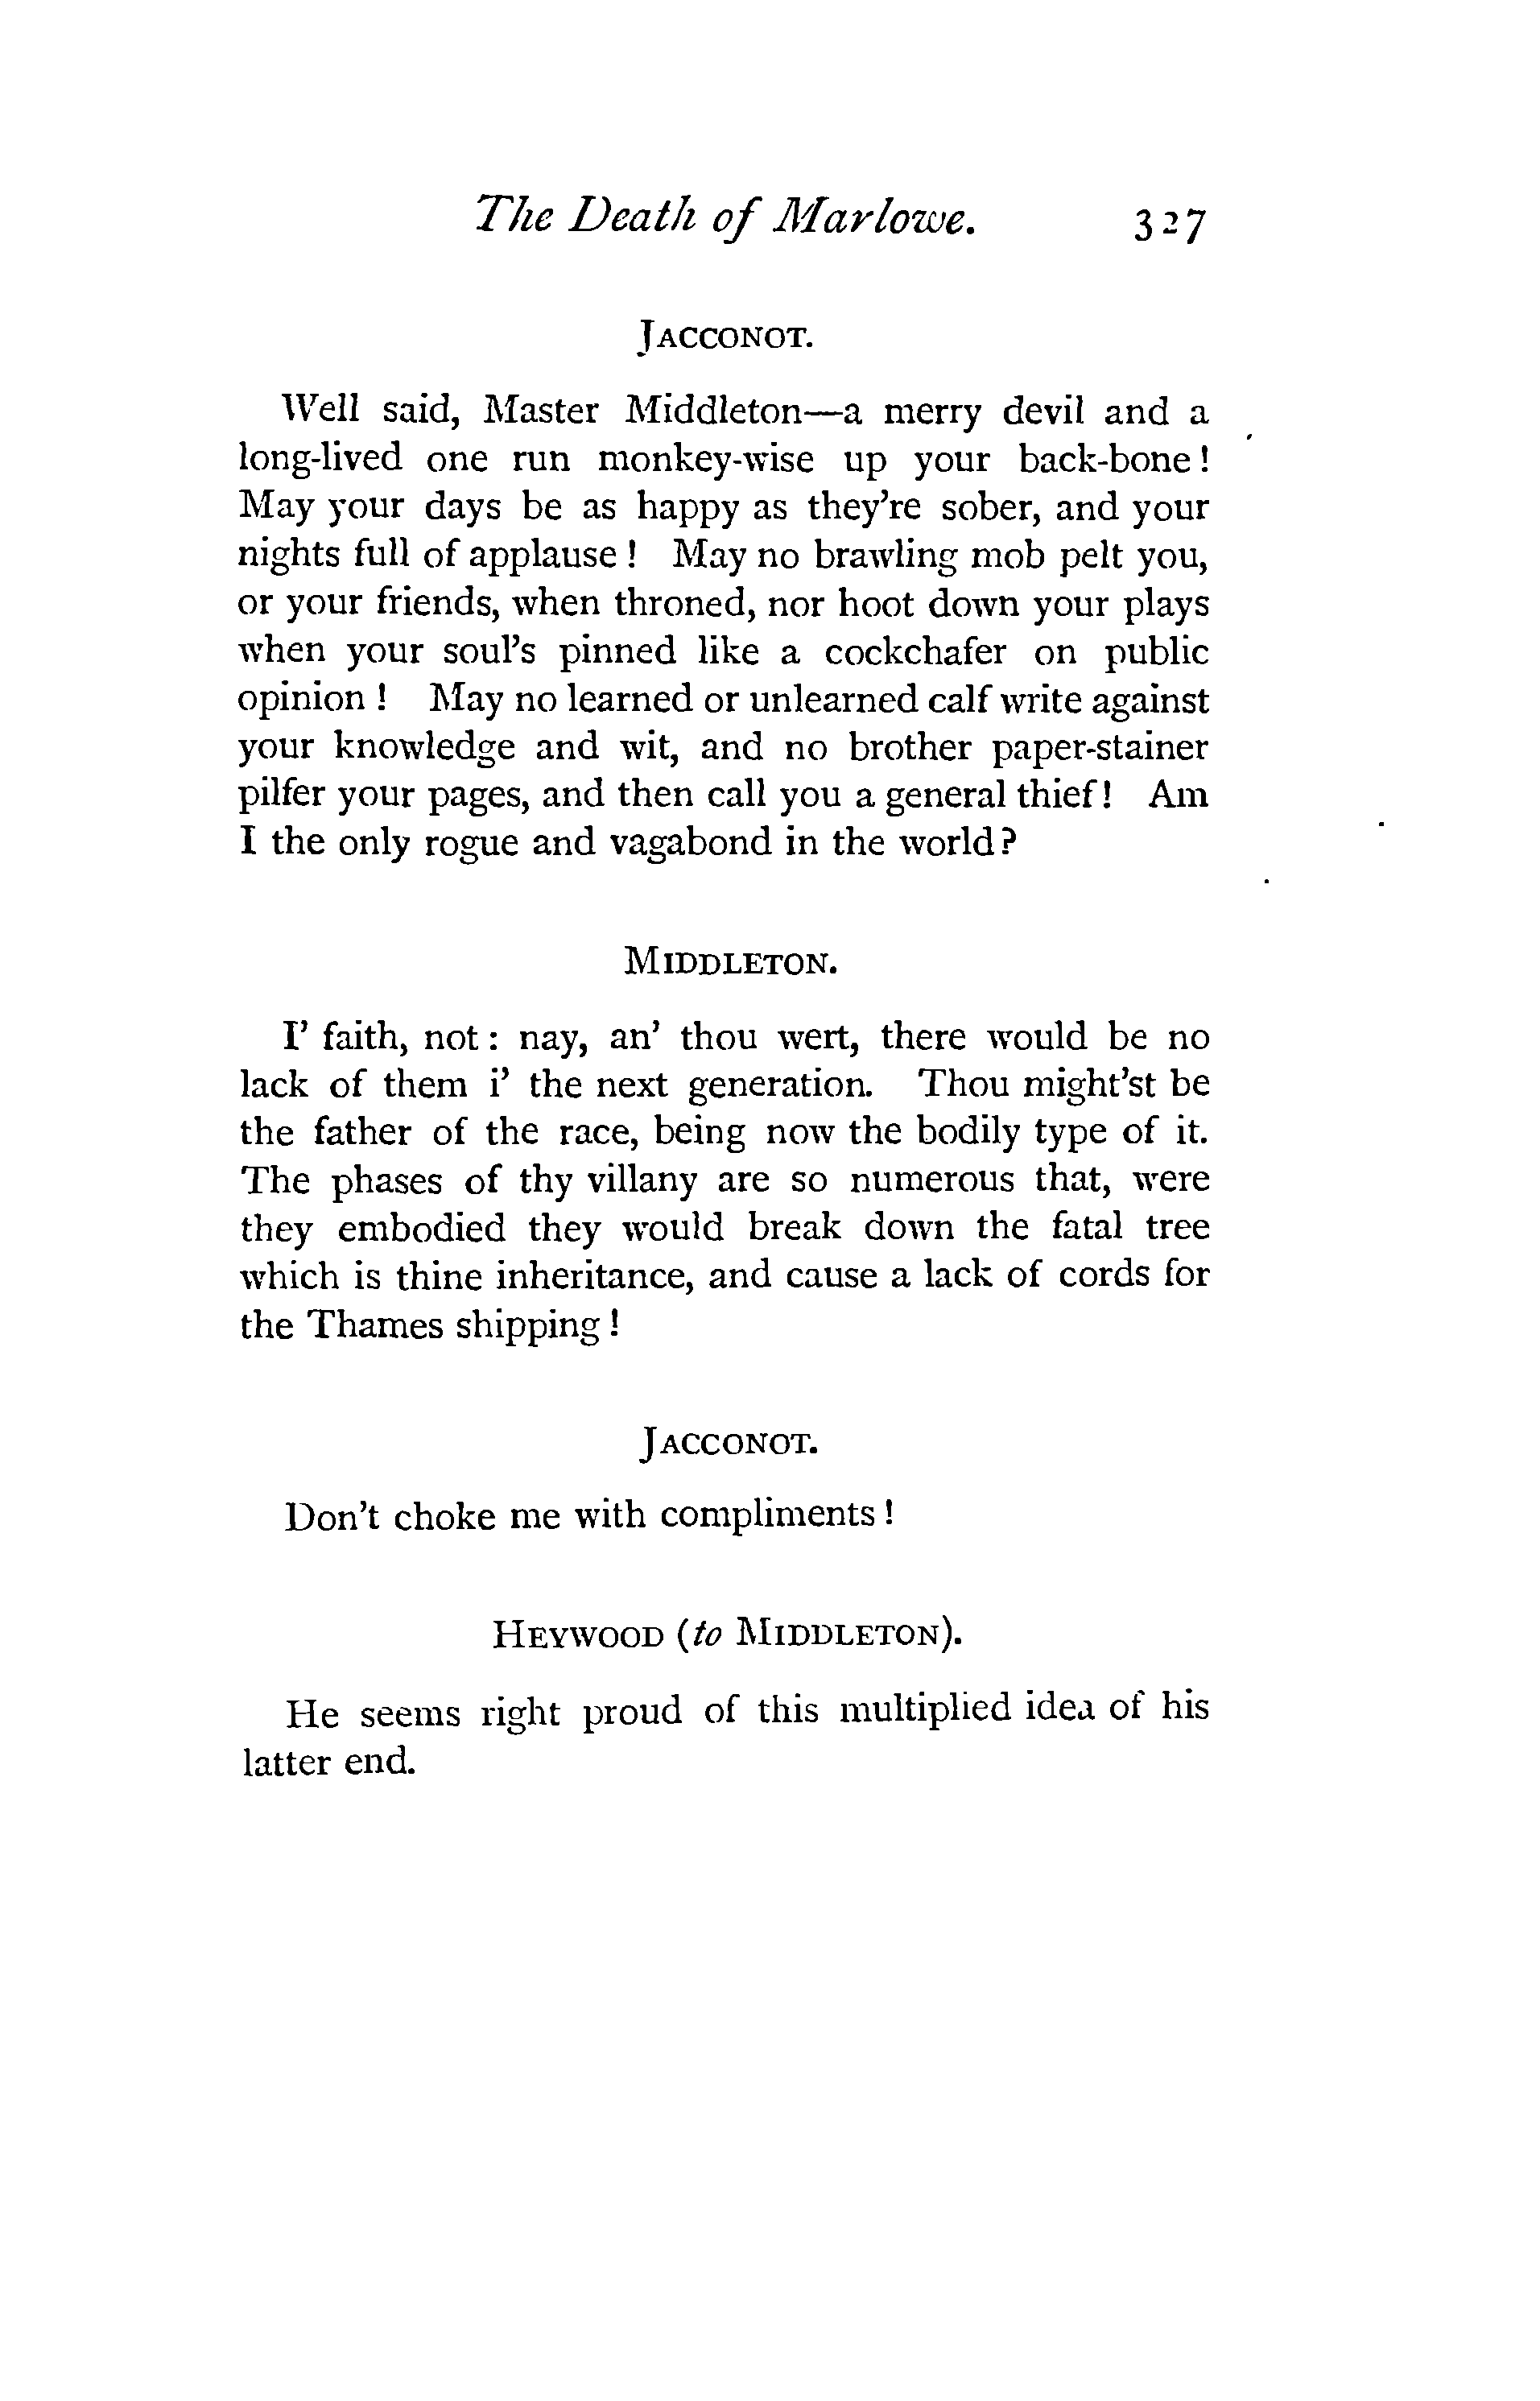 The Death of Marlowe. 327
JACCONOT.
Well said, Master Middleton—a merry devil and a
long-lived one run monkey-wise up your back-bone!
May your days be as happy as they're sober, and your
nights full of applause! May no brawling mob pelt you,
or your friends, when throned, nor hoot down your plays
when your soul's pinned like a cockchafer on public
opinion! May no learned or unlearned calf write against
your knowledge and wit, and no brother paper-stainer
pilfer your pages, and then call you a general thief! Am
I the only rogue and vagabond in the world?
MIDDLETON.
I' faith, not: nay, an' thou wert, there would be no
lack of them i' the next generation. Thou might'st be
the father of the race, being now the bodily type of it.
The phases of thy villany are so numerous that, were
they embodied they would break down the fatal tree
which is thine inheritance, and cause a lack of cords for
the Thames shipping!
JACCONOT.
Don't choke me with compliments!
HEYWOOD (to MIDDLETON).
He seems right proud of this multiplied idea of his
latter end.